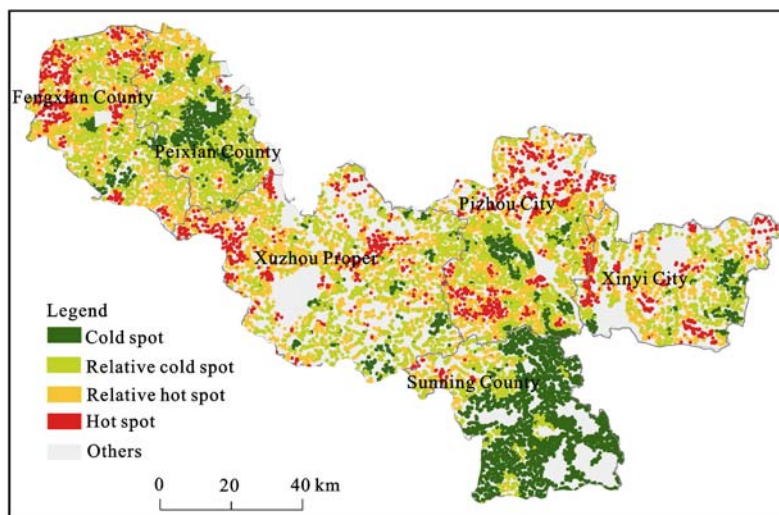 Fengxian County
Peixian County
Pizhou City
Xuzhou Proper
Xinyi City
Sunning County
Legend
Cold spot
Relative cold spot
Relative hot spot
Hot spot
Others
0 20 40 km